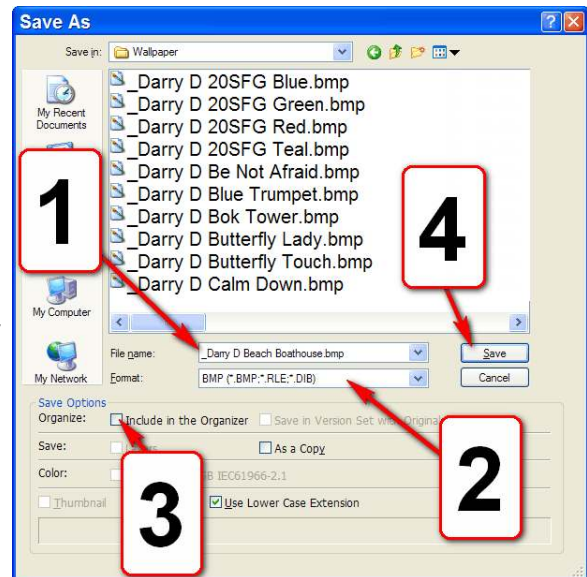 Save As
Save in: Wallpaper
My Recent Documents
_Darry D 20SFG Blue.bmp
_Darry D 20SFG Green.bmp
_Darry D 20SFG Red.bmp
_Darry D 20SFG Teal.bmp
_Darry D Be Not Afraid.bmp
_Darry D Blue Trumpet.bmp
_Darry D Bok Tower.bmp
_Darry D Butterfly Lady.bmp
_Darry D Butterfly Touch.bmp
_Darry D Calm Down.bmp
1
4
My Computer
My Network
File name: _Darry D Beach Boathouse.bmp Save
Format: BMP (*.BMP;*.RLE;*.DIB) Cancel
Save Options
Organize: Include in the Organizer Save in Version Set with Original
Save: As a Copy
Color: IEC61966-2.1
Thumbnail Use Lower Case Extension
3
2